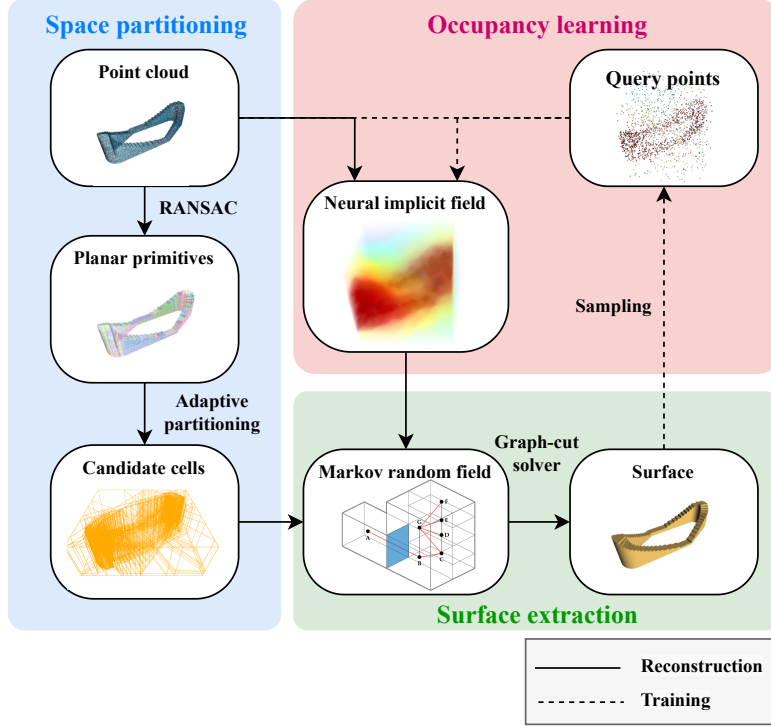 Space partitioning
Occupancy learning
Point cloud
Query points
RANSAC
Neural implicit field
Planar primitives
Sampling
Adaptive
partitioning
Graph-cut
solver
Candidate cells
Markov random field
Surface
F
G
E
A
D
B
C
Surface extraction
Reconstruction
Training